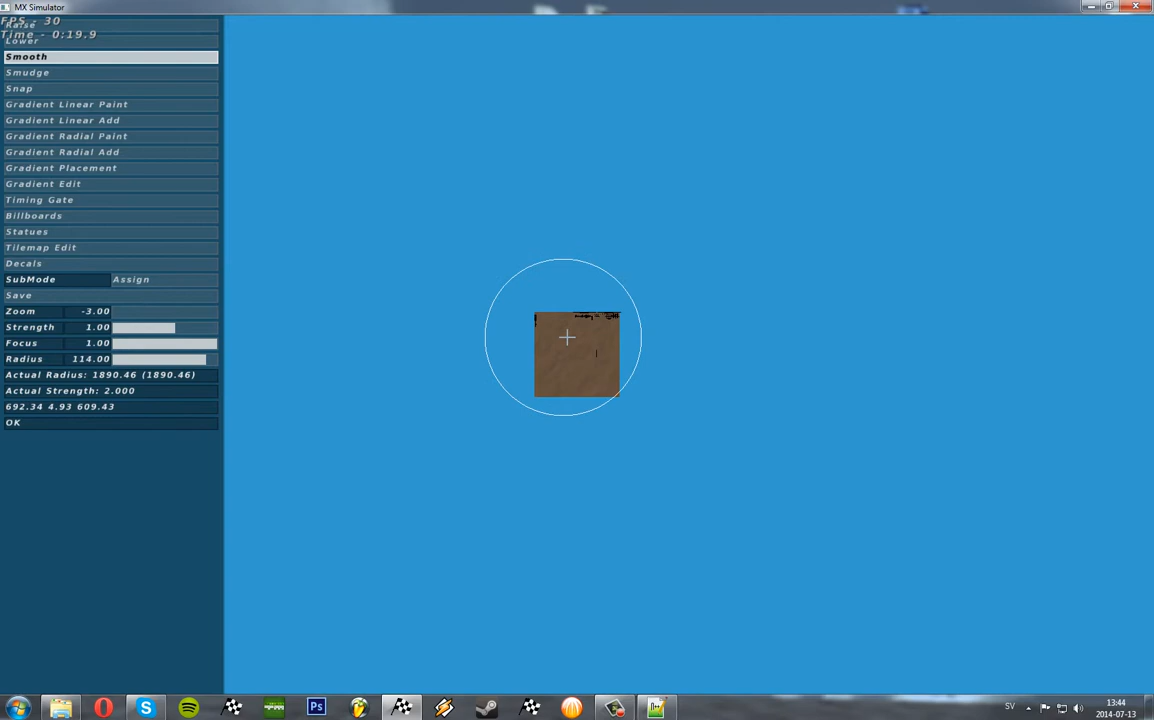 MX Simulator
FPS - 30
Raise
Time - 0:19.9
Lower
Smooth
Smudge
Snap
Gradient Linear Paint
Gradient Linear Add
Gradient Radial Paint
Gradient Radial Add
Gradient Placement
Gradient Edit
Timing Gate
Billboards
Statues
Tilemap Edit
Decals
SubMode Assign
Save
Zoom -3.00
Strength 1.00
Focus 1.00
Radius 114.00
Actual Radius: 1890.46 (1890.46)
Actual Strength: 2.000
692.34 4.93 609.43
OK
Ps
SV
13:44
2014-07-13